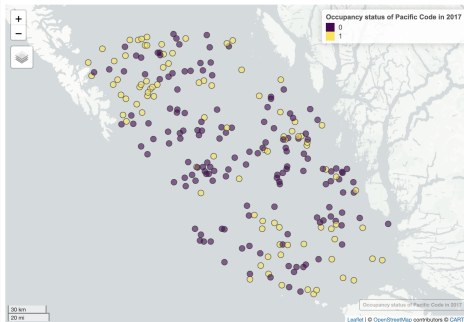 +
−
Occupancy status of Pacific Code in 2017
0
1
30 km
20 mi
Occupancy status of Pacific Code in 2017
Leaflet | © OpenStreetMap contributors © CART